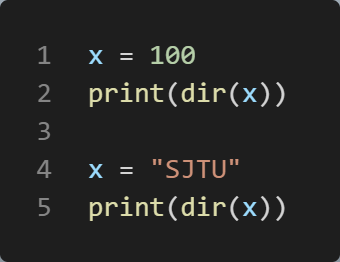 1 x = 100
2 print(dir(x))
3
4 x = "SJTU"
5 print(dir(x))